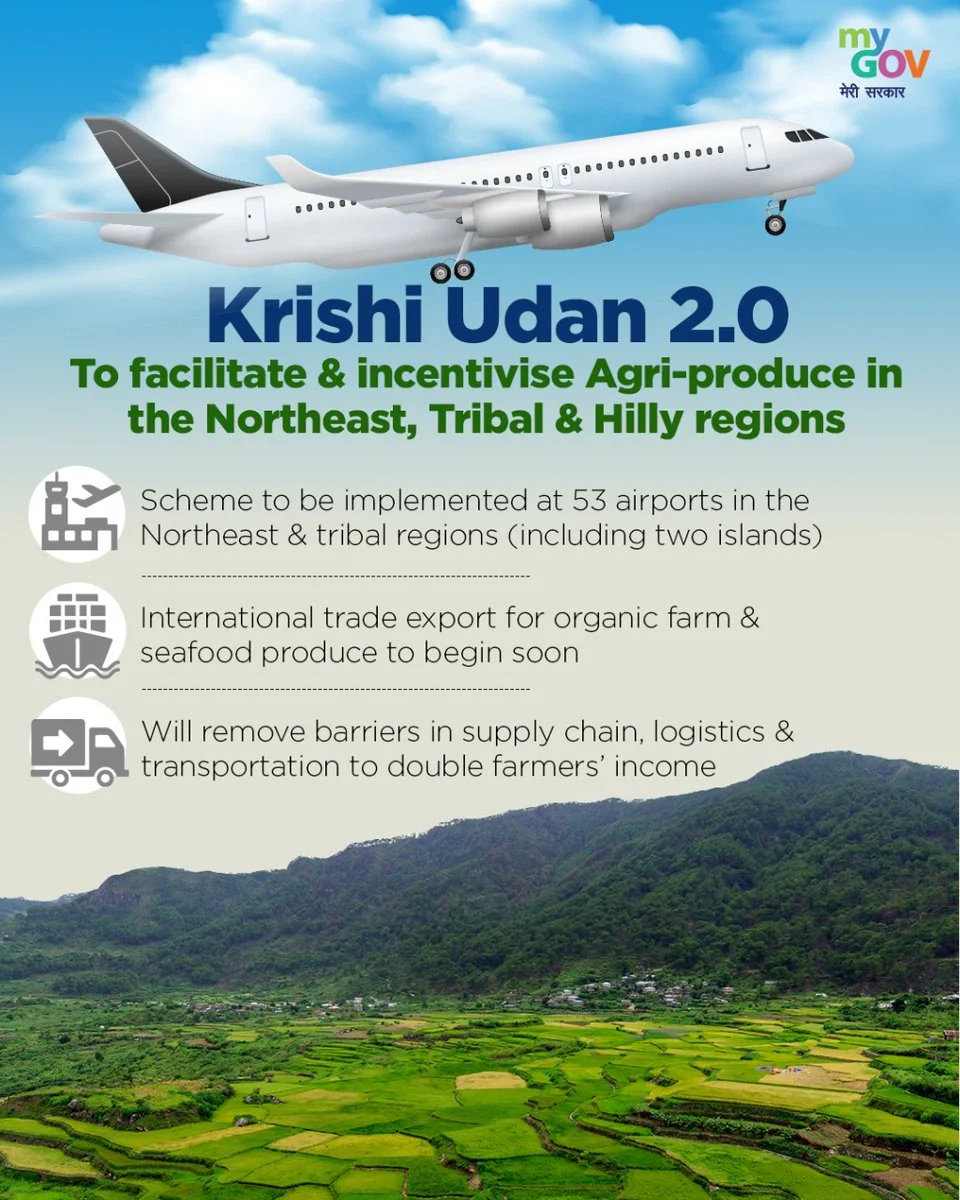 my
GOV
मेरी सरकार
Krishi Udan 2.0
To facilitate & incentivise Agri-produce in
the Northeast, Tribal & Hilly regions
Scheme to be implemented at 53 airports in the
Northeast & tribal regions (including two islands)
International trade export for organic farm &
seafood produce to begin soon
Will remove barriers in supply chain, logistics &
transportation to double farmers’ income